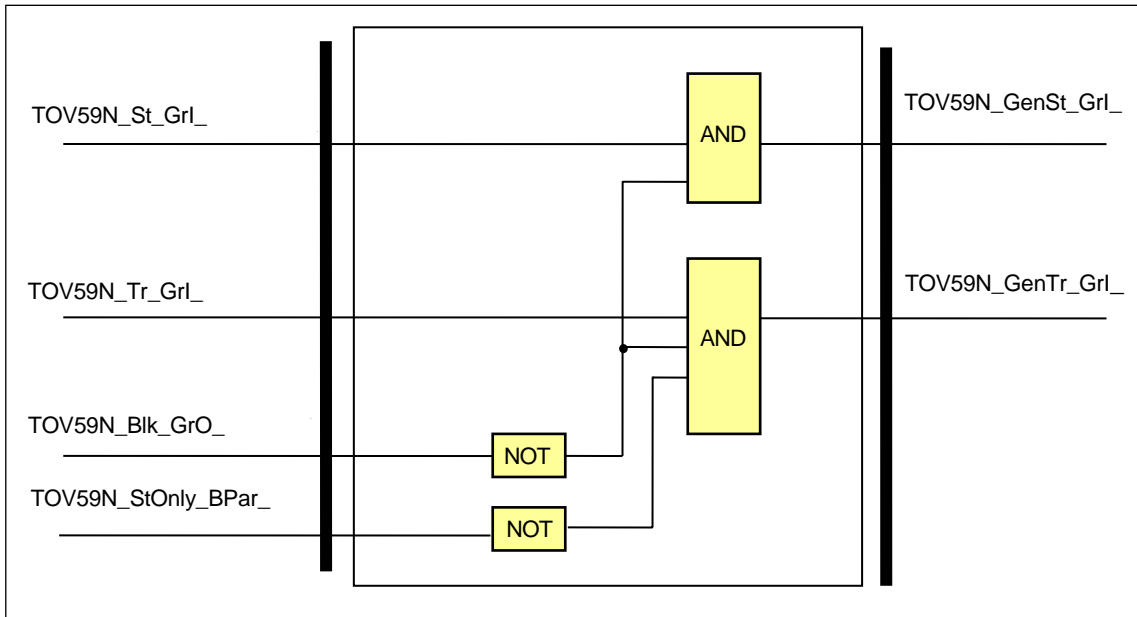 TOV59N_St_GrI_
AND
TOV59N_GenSt_GrI_
TOV59N_Tr_GrI_
AND
TOV59N_GenTr_GrI_
TOV59N_Blk_GrO_
NOT
TOV59N_StOnly_BPar_
NOT